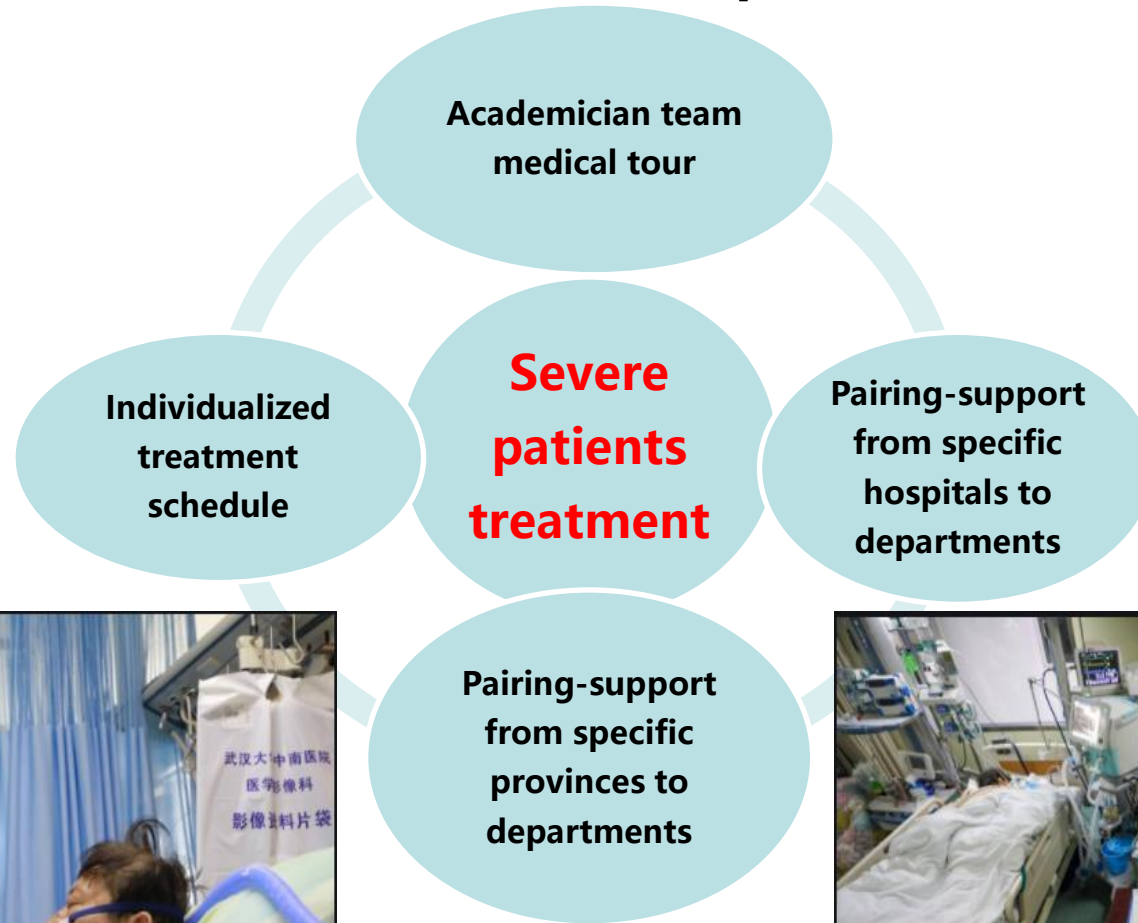 Academician team
medical tour
Individualized
treatment
schedule
Severe
patients
treatment
Pairing-support
from specific
hospitals to
departments
Pairing-support
from specific
provinces to
departments
武汉大 中南医院
医学影像科
影像资料片袋